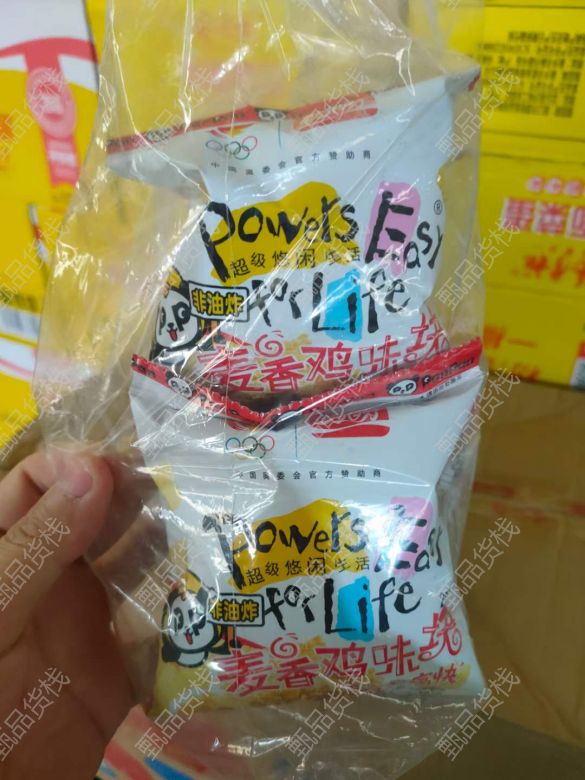 中国奥委会官方赞助商
Powers Easy®
超级悠闲生活
for Life
非油炸
麦香鸡味块
中国奥委会官方赞助商
Powers Easy
超级悠闲生活
for Life
非油炸
麦香鸡味块
甄品货栈